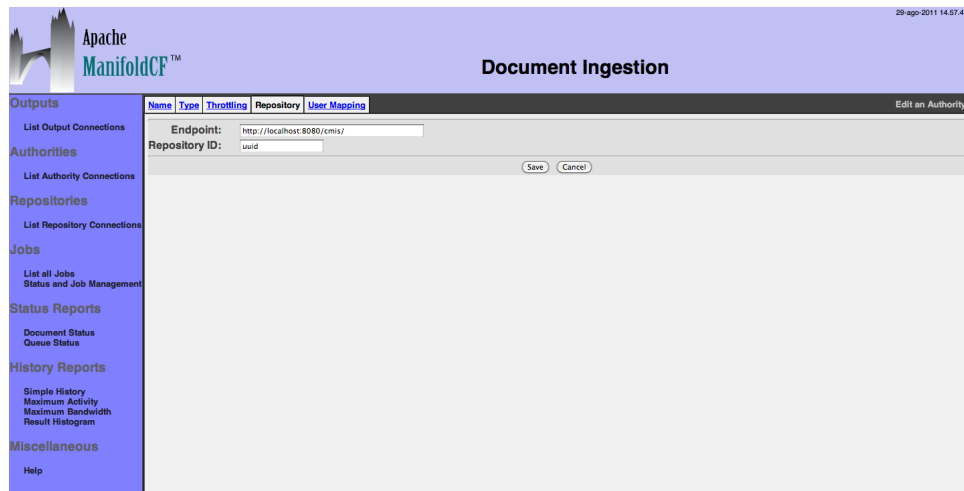 29-ago-2011 14.57.4
Apache
ManifoldCF™
Document Ingestion
Outputs
List Output Connections
Authorities
List Authority Connections
Repositories
List Repository Connections
Jobs
List all Jobs
Status and Job Management
Status Reports
Document Status
Queue Status
History Reports
Simple History
Maximum Activity
Maximum Bandwidth
Result Histogram
Miscellaneous
Help
Name Type Throttling Repository User Mapping Edit an Authority
Endpoint: http://localhost:8080/cmis/
Repository ID: uuid
Save Cancel